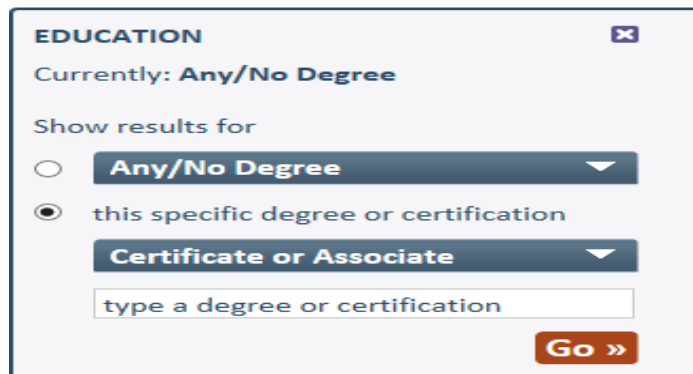 EDUCATION
Currently: Any/No Degree
Show results for
Any/No Degree
this specific degree or certification
Certificate or Associate
type a degree or certification
Go »